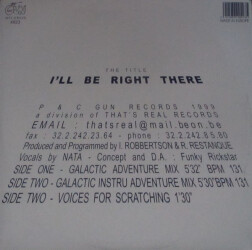 THE TITLE
I'LL BE RIGHT THERE
P & C GUN RECORDS 1999
a division of THAT'S REAL RECORDS
EMAIL : thatsreal@mail.beon.be
fax : 32.2.242.23.64 - phone : 32.2.242.85.60
Produced and Programmed by I. ROBBERTSON & R. RESTANQUE.
Vocals by NATA - Concept and D.A. : Funky Rickstar
SIDE ONE - GALACTIC ADVENTURE MIX 5'32' BPM 131
SIDE TWO - GALACTIC INSTRU ADVENTURE MIX 5'30'BPM 131
SIDE TWO - VOICES FOR SCRATCHING 1'30"